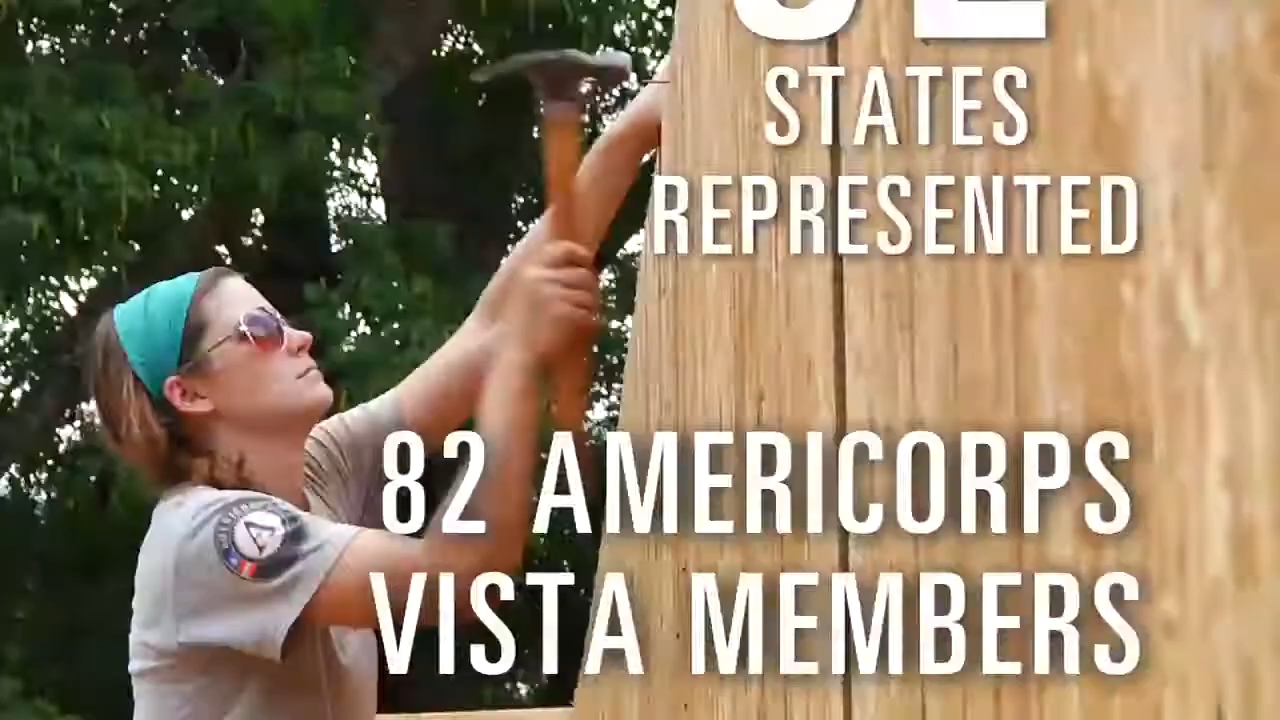 STATES
REPRESENTED
82 AMERICORPS
VISTA MEMBERS